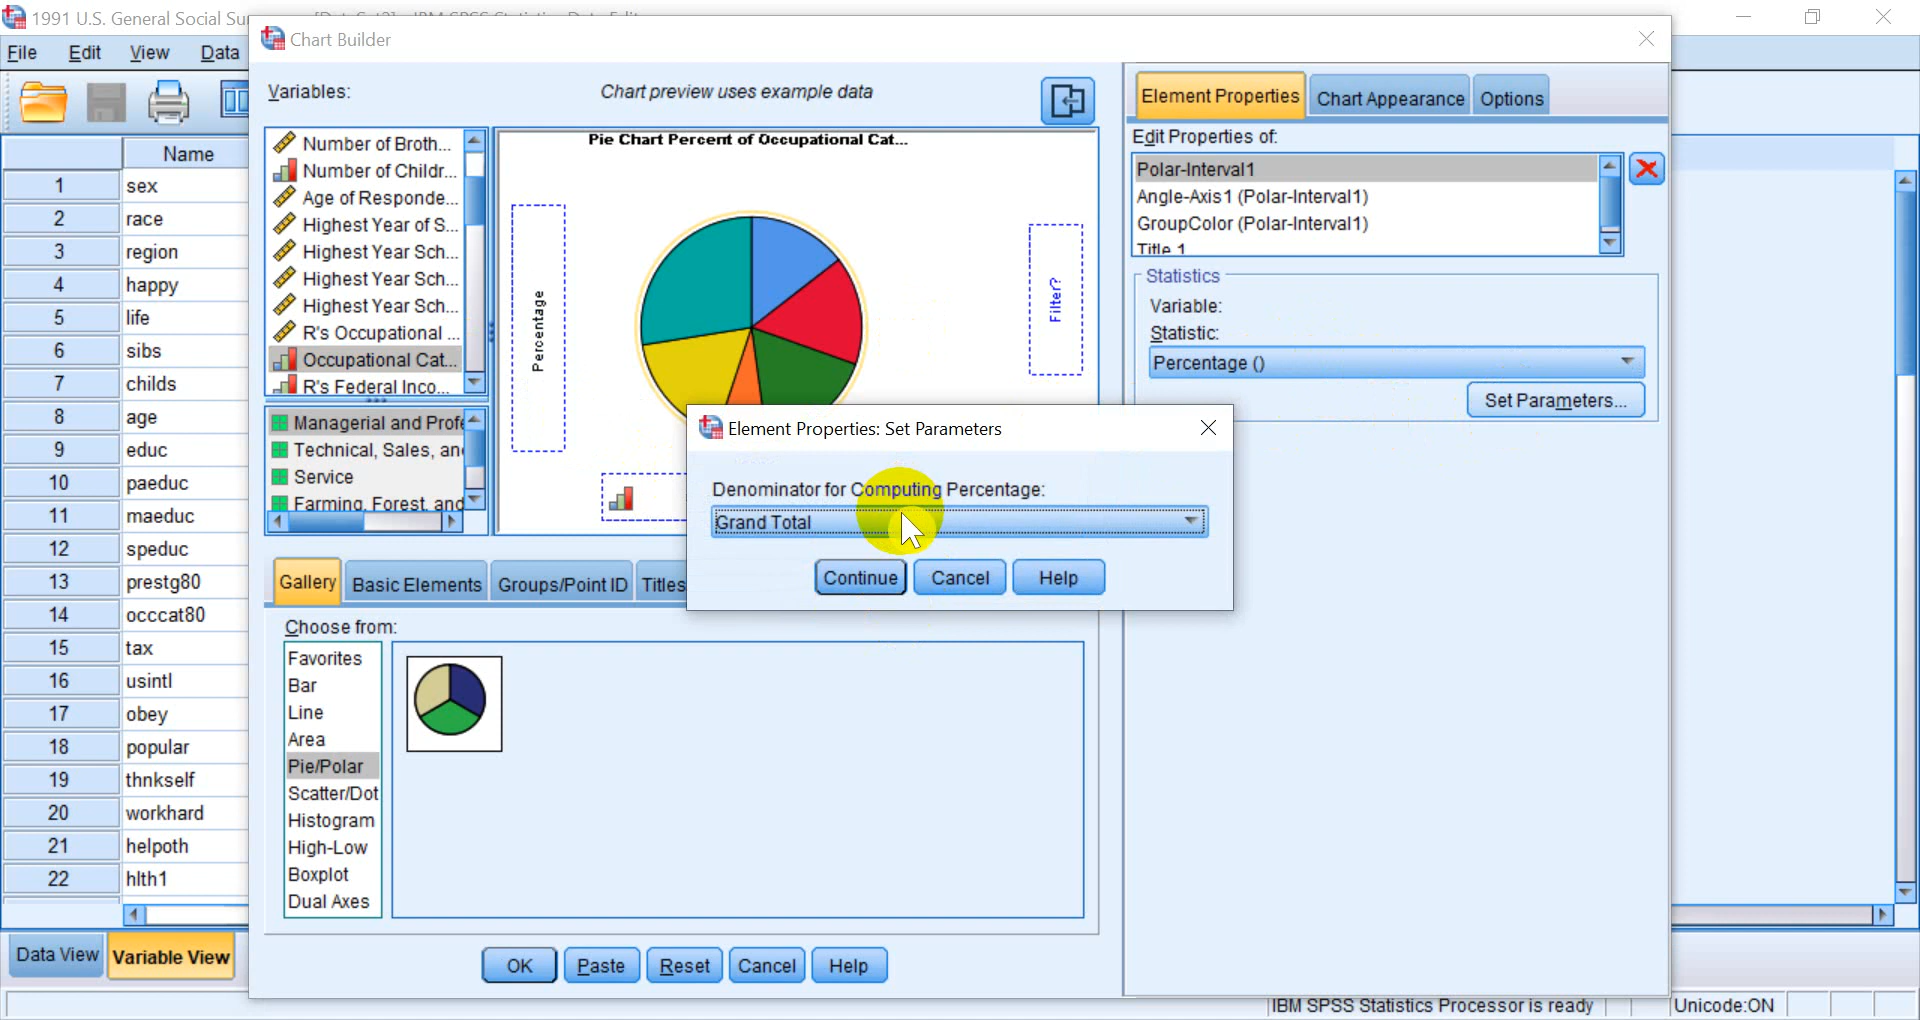 1991 U.S. General Social Su
File Edit View Data
Name
1 sex
2 race
3 region
4 happy
5 life
6 sibs
7 childs
8 age
9 educ
10 paeduc
11 maeduc
12 speduc
13 prestg80
14 occcat80
15 tax
16 usintl
17 obey
18 popular
19 thnkself
20 workhard
21 helpoth
22 hlth1
Data View Variable View
Chart Builder
Variables:
Chart preview uses example data
Number of Broth...
Number of Childr...
Age of Responde...
Highest Year of S...
Highest Year Sch...
Highest Year Sch...
Highest Year Sch...
R's Occupational ...
Occupational Cat...
R's Federal Inco...
Managerial and Profe
Technical, Sales, an
Service
Farming, Forest, and
Pie Chart Percent of Occupational Cat...
Percentage
Filter?
Gallery Basic Elements Groups/Point ID Titles
Choose from:
Favorites
Bar
Line
Area
Pie/Polar
Scatter/Dot
Histogram
High-Low
Boxplot
Dual Axes
OK Paste Reset Cancel Help
Element Properties Chart Appearance Options
Edit Properties of:
Polar-Interval1
Angle-Axis1 (Polar-Interval1)
GroupColor (Polar-Interval1)
Title 1
Statistics
Variable:
Statistic:
Percentage ()
Set Parameters...
Element Properties: Set Parameters
Denominator for Computing Percentage:
Grand Total
Continue Cancel Help
IBM SPSS Statistics Processor is ready Unicode:ON